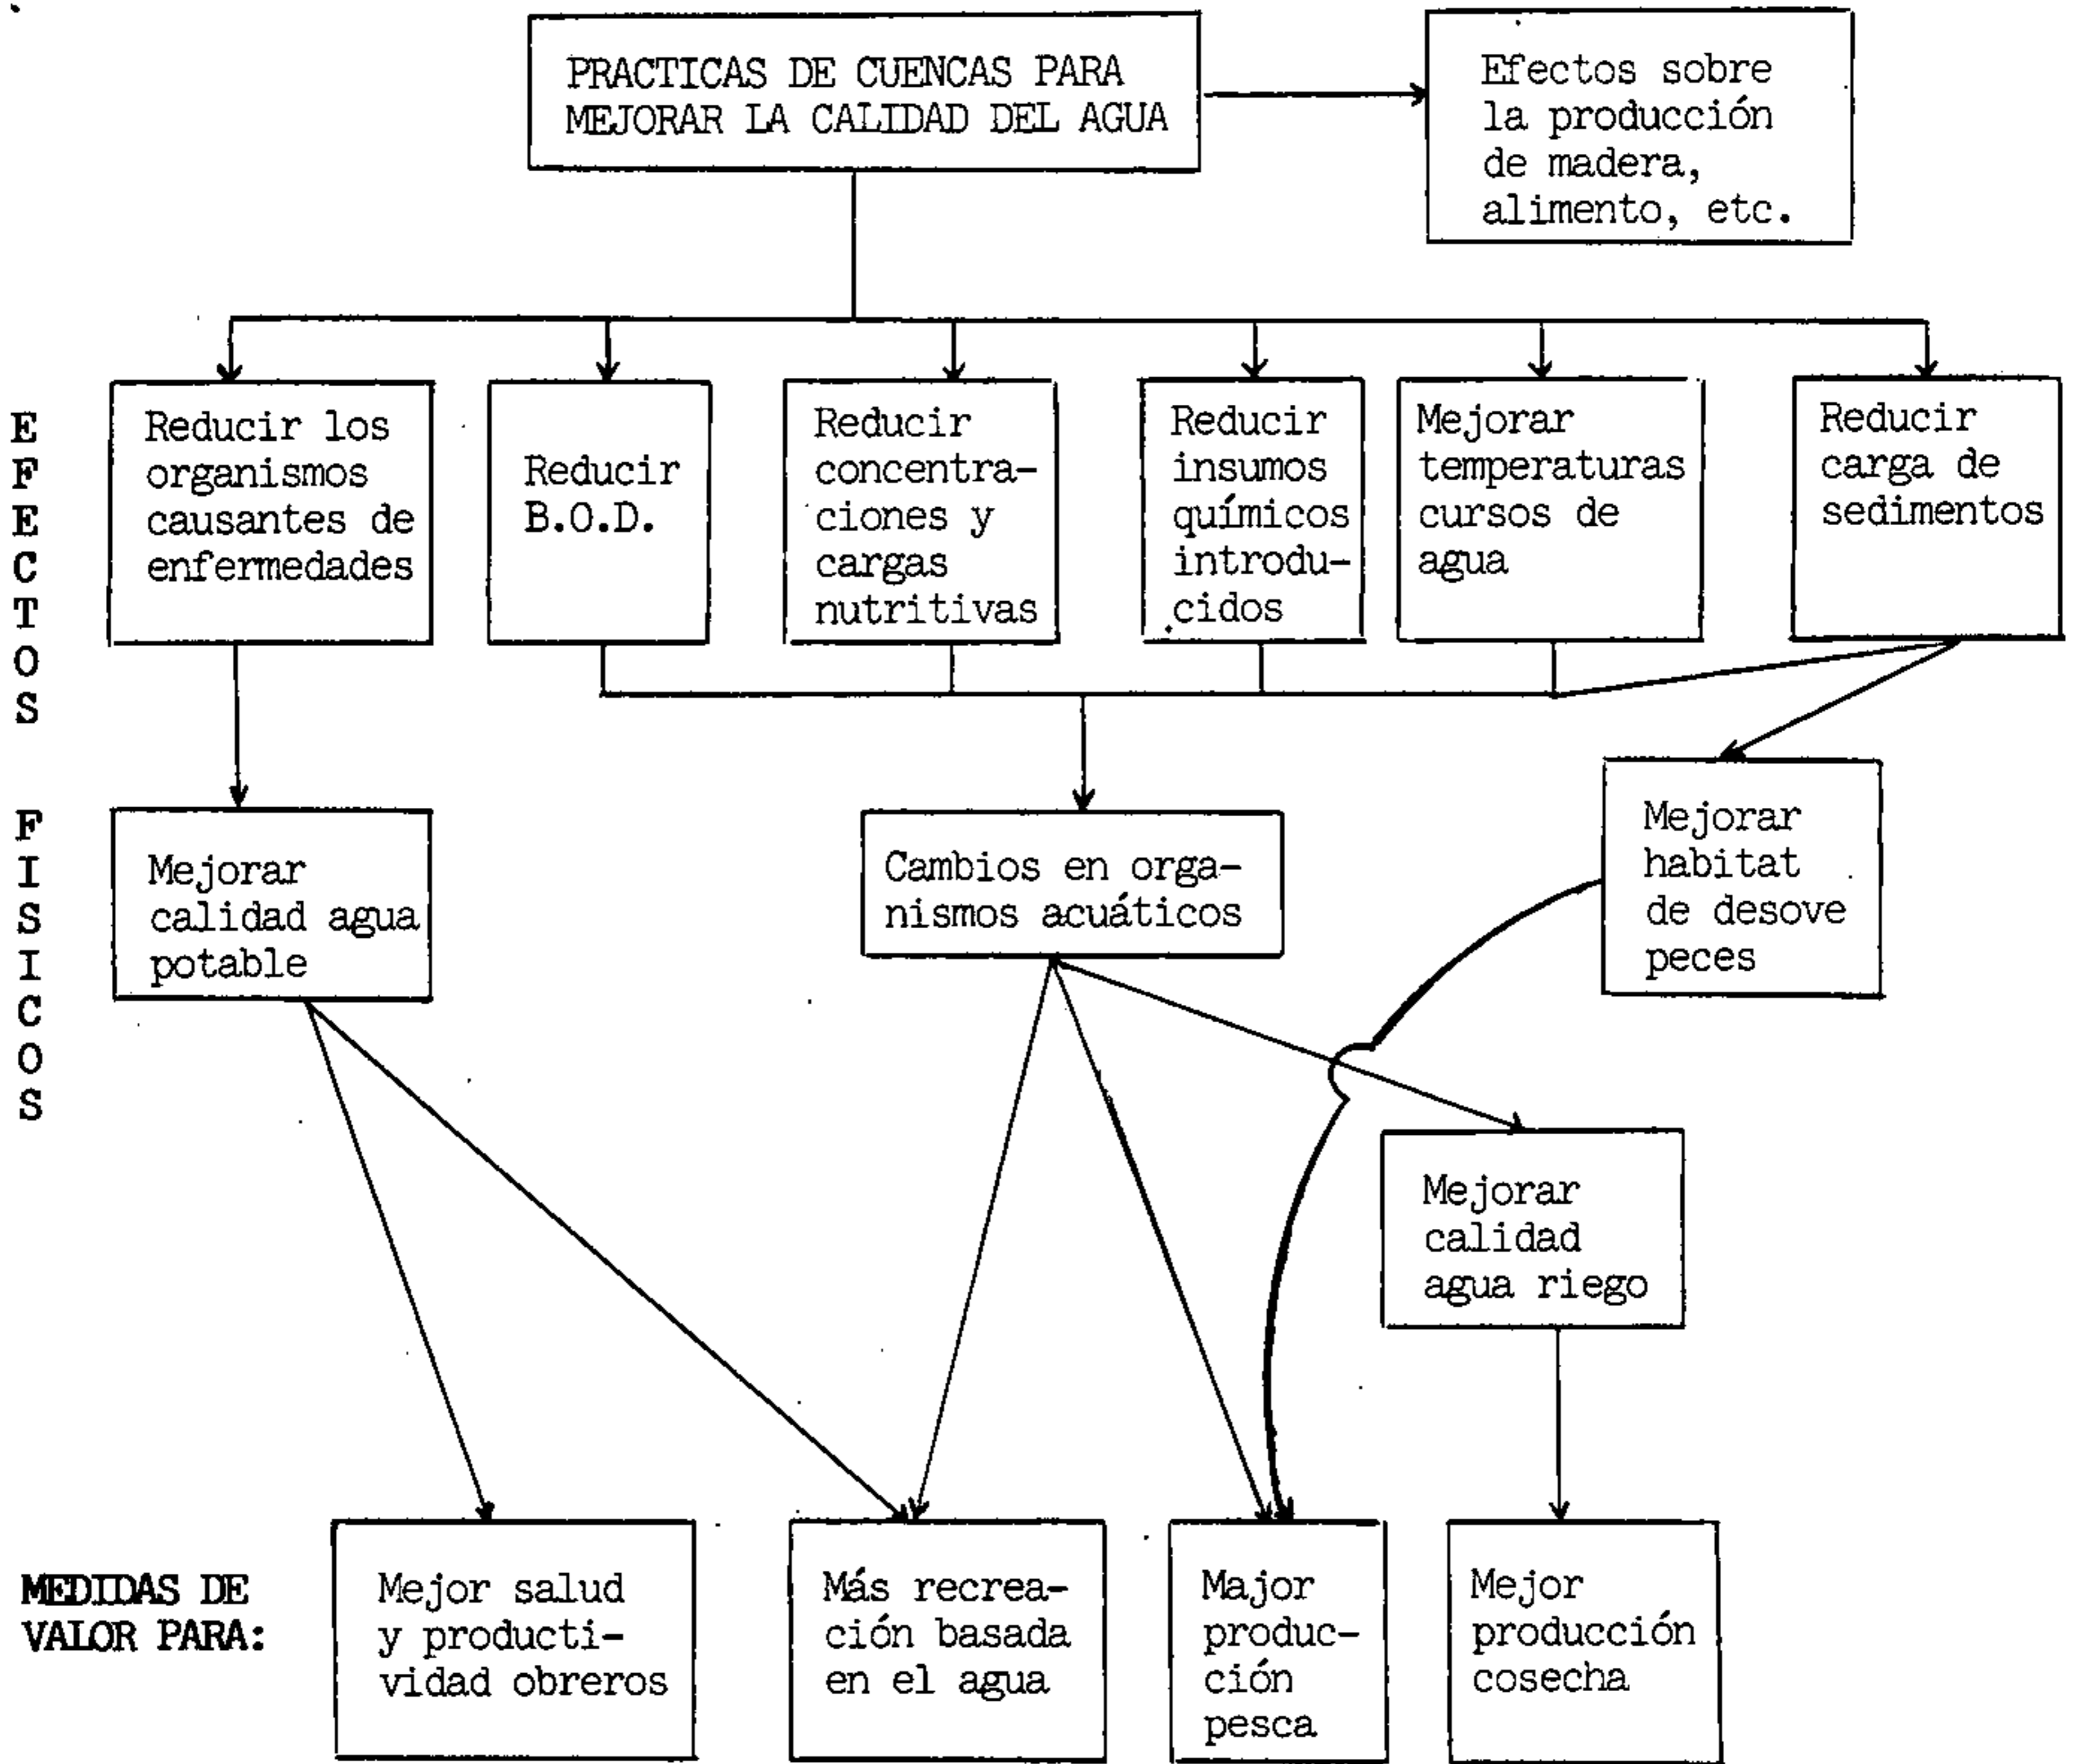 PRACTICAS DE CUENCAS PARA
MEJORAR LA CALIDAD DEL AGUA
Efectos sobre
la producción
de madera,
alimento, etc.
EFECTOS FISICOS
Reducir los
organismos
causantes de
enfermedades
Reducir
B.O.D.
Reducir
concentra-
ciones y
cargas
nutritivas
Reducir
insumos
químicos
introdu-
cidos
Mejorar
temperaturas
cursos de
agua
Reducir
carga de
sedimentos
Mejorar
calidad agua
potable
Cambios en orga-
nismos acuáticos
Mejorar
habitat
de desove
peces
Mejorar
calidad
agua riego
MEDIDAS DE
VALOR PARA:
Mejor salud
y producti-
vidad obreros
Más recrea-
ción basada
en el agua
Major
produc-
ción
pesca
Mejor
producción
cosecha